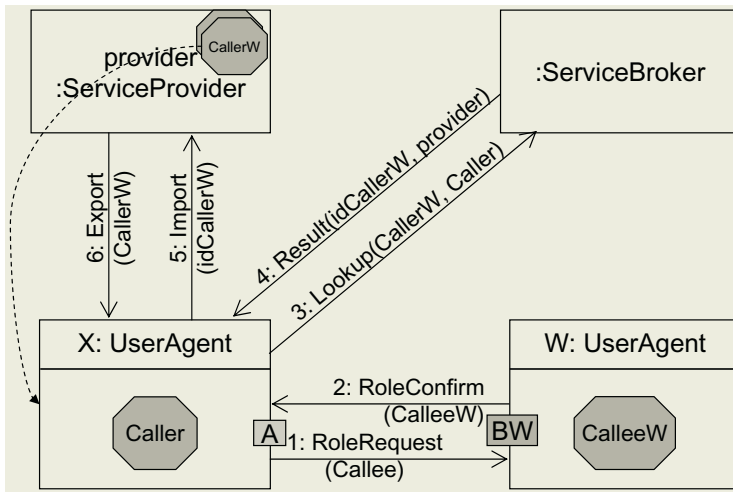 CallerW
provider
:ServiceProvider
:ServiceBroker
6: Export
(CallerW)
5: Import
(idCallerW)
4: Result(idCallerW, provider)
3: Lookup(CallerW, Caller)
X: UserAgent
W: UserAgent
2: RoleConfirm
(CalleeW)
Caller
A
BW
CalleeW
1: RoleRequest
(Callee)